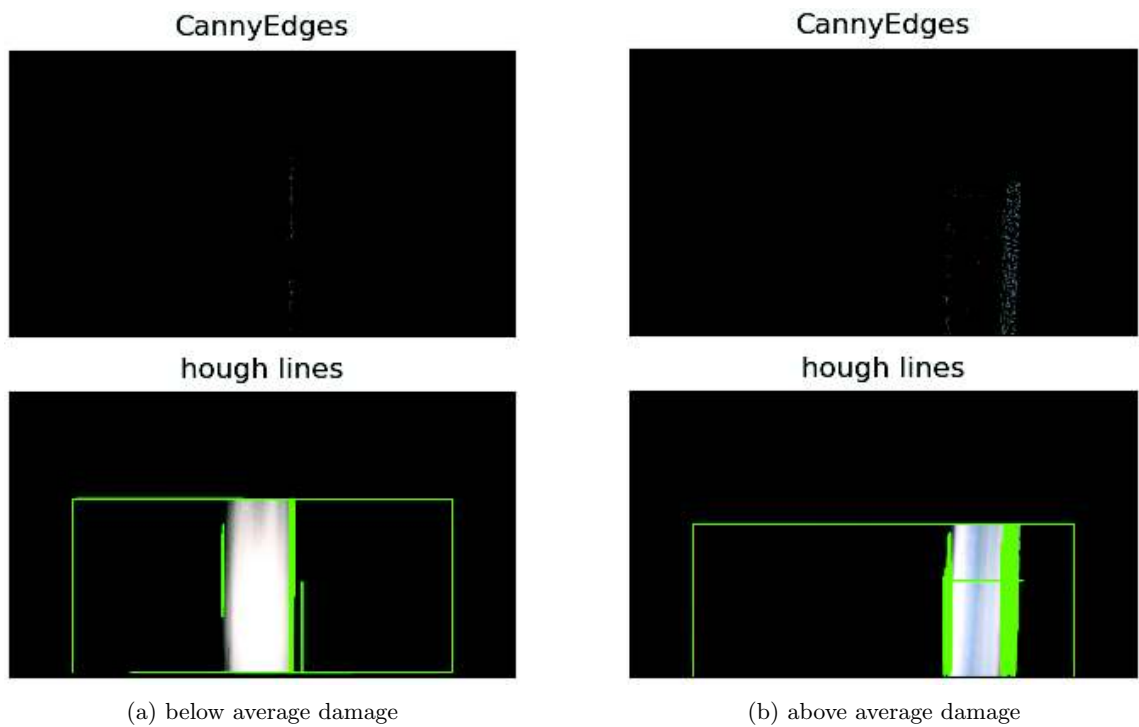 CannyEdges
CannyEdges
hough lines
hough lines
(a) below average damage
(b) above average damage